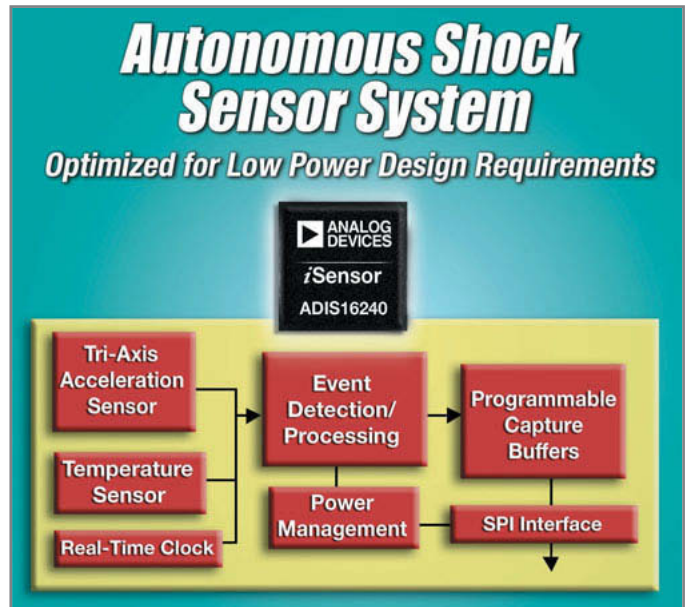 Autonomous Shock
Sensor System
Optimized for Low Power Design Requirements
ANALOG
DEVICES
iSensor
ADIS16240
Tri-Axis
Acceleration
Sensor
Temperature
Sensor
Real-Time Clock
Event
Detection/
Processing
Power
Management
Programmable
Capture
Buffers
SPI Interface